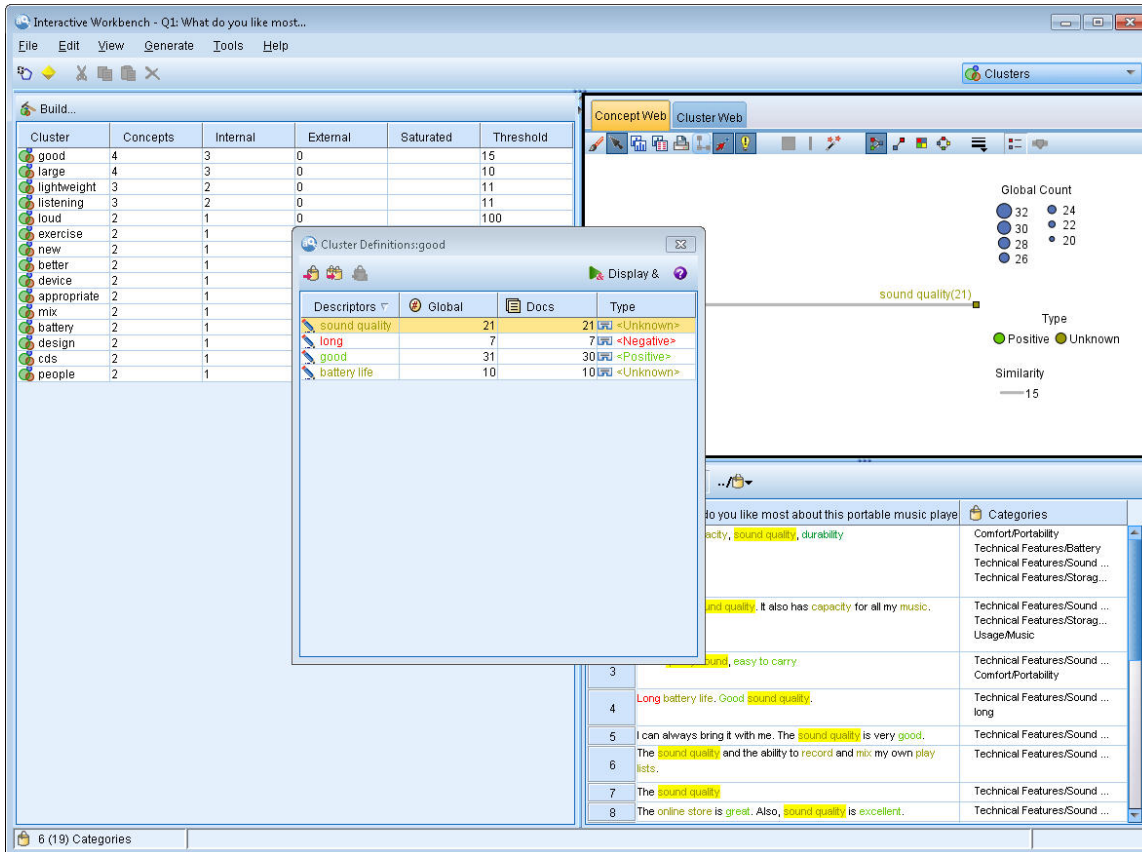 Interactive Workbench - Q1: What do you like most...
File Edit View Generate Tools Help
Clusters
Build...
Cluster Concepts Internal External Saturated Threshold
good 4 3 0 15
large 4 3 0 10
lightweight 3 2 0 11
listening 3 2 0 11
loud 2 1 0 100
exercise 2 1
new 2 1
better 2 1
device 2 1
appropriate 2 1
mix 2 1
battery 2 1
design 2 1
cds 2 1
people 2 1
Cluster Definitions:good
Display &
Descriptors Global Docs Type
sound quality 21 21 <Unknown>
long 7 7 <Negative>
good 31 30 <Positive>
battery life 10 10 <Unknown>
Concept Web Cluster Web
Global Count
32 24
30 22
28 20
26
sound quality(21)
Type
Positive Unknown
Similarity
15
../
do you like most about this portable music playe Categories
acity, sound quality, durability
Comfort/Portability
Technical Features/Battery
Technical Features/Sound ...
Technical Features/Storag...
und quality. It also has capacity for all my music.
Technical Features/Sound ...
Technical Features/Storag...
Usage/Music
3 ound, easy to carry
Technical Features/Sound ...
Comfort/Portability
4 Long battery life. Good sound quality.
Technical Features/Sound ...
long
5 I can always bring it with me. The sound quality is very good. Technical Features/Sound ...
6 The sound quality and the ability to record and mix my own play Technical Features/Sound ...
lists.
7 The sound quality Technical Features/Sound ...
8 The online store is great. Also, sound quality is excellent. Technical Features/Sound ...
6 (19) Categories